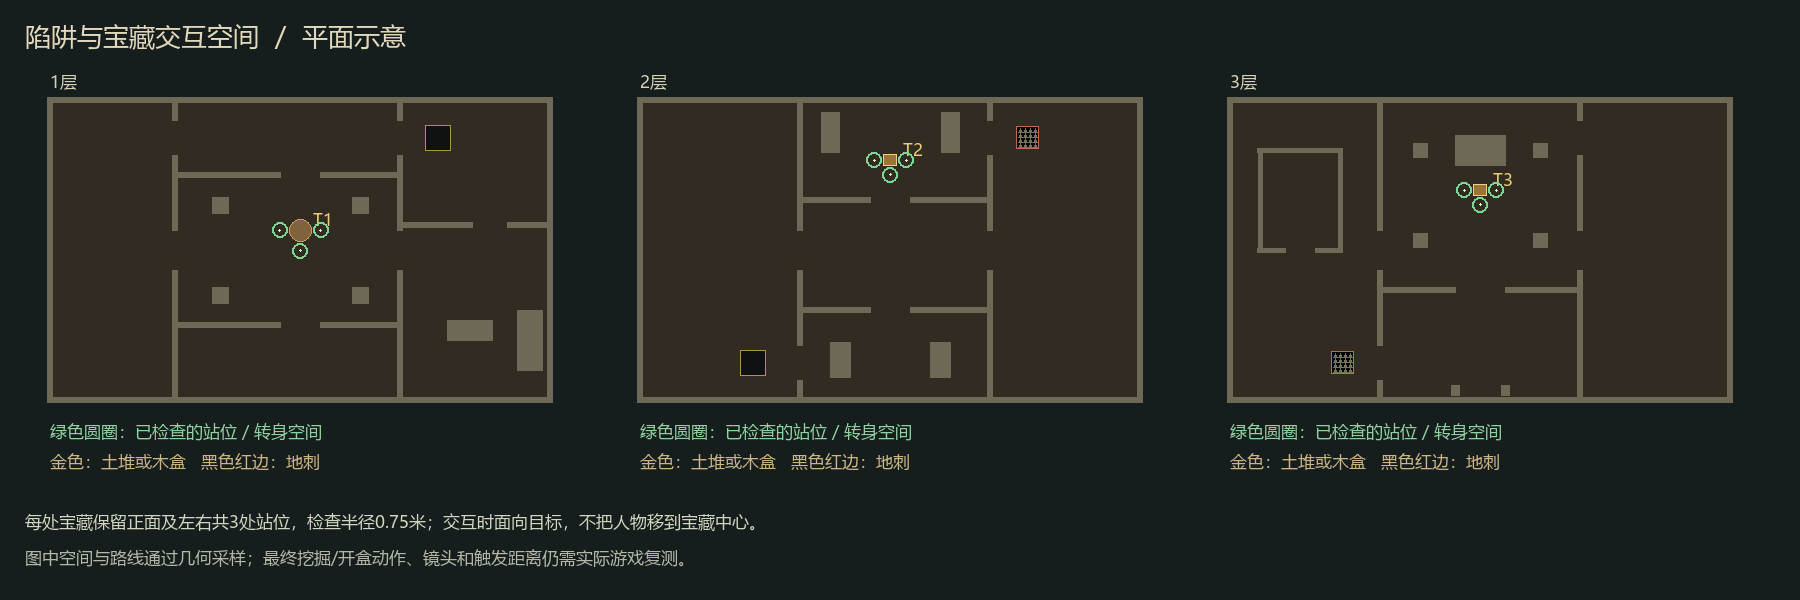 陷阱与宝藏交互空间 / 平面示意
1层
2层
3层
T1
T2
T3
绿色圆圈：已检查的站位 / 转身空间
金色：土堆或木盒 黑色红边：地刺
绿色圆圈：已检查的站位 / 转身空间
金色：土堆或木盒 黑色红边：地刺
绿色圆圈：已检查的站位 / 转身空间
金色：土堆或木盒 黑色红边：地刺
每处宝藏保留正面及左右共3处站位，检查半径0.75米；交互时面向目标，不把人物移到宝藏中心。
图中空间与路线通过几何采样；最终挖掘/开盒动作、镜头和触发距离仍需实际游戏复测。